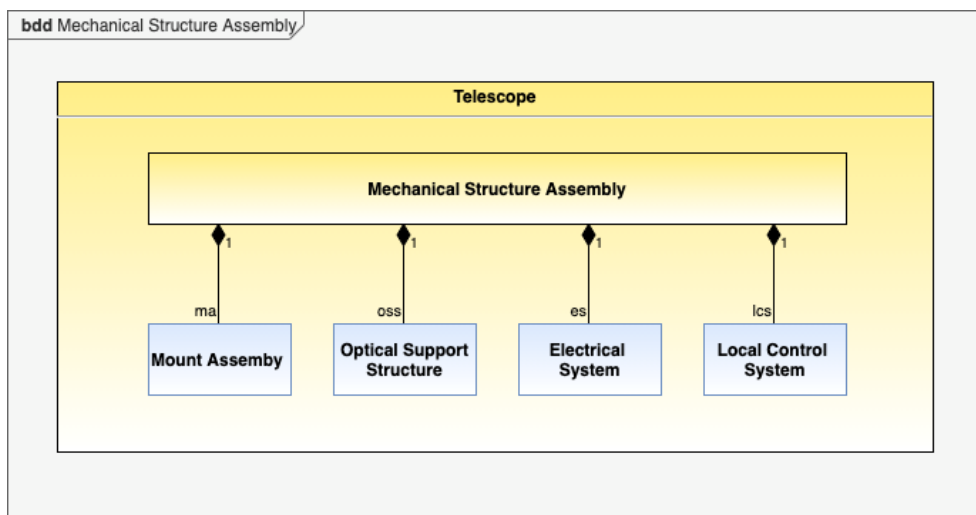 bdd Mechanical Structure Assembly
Telescope
Mechanical Structure Assembly
1 1 1 1
ma oss es lcs
Mount Assemby
Optical Support
Structure
Electrical
System
Local Control
System